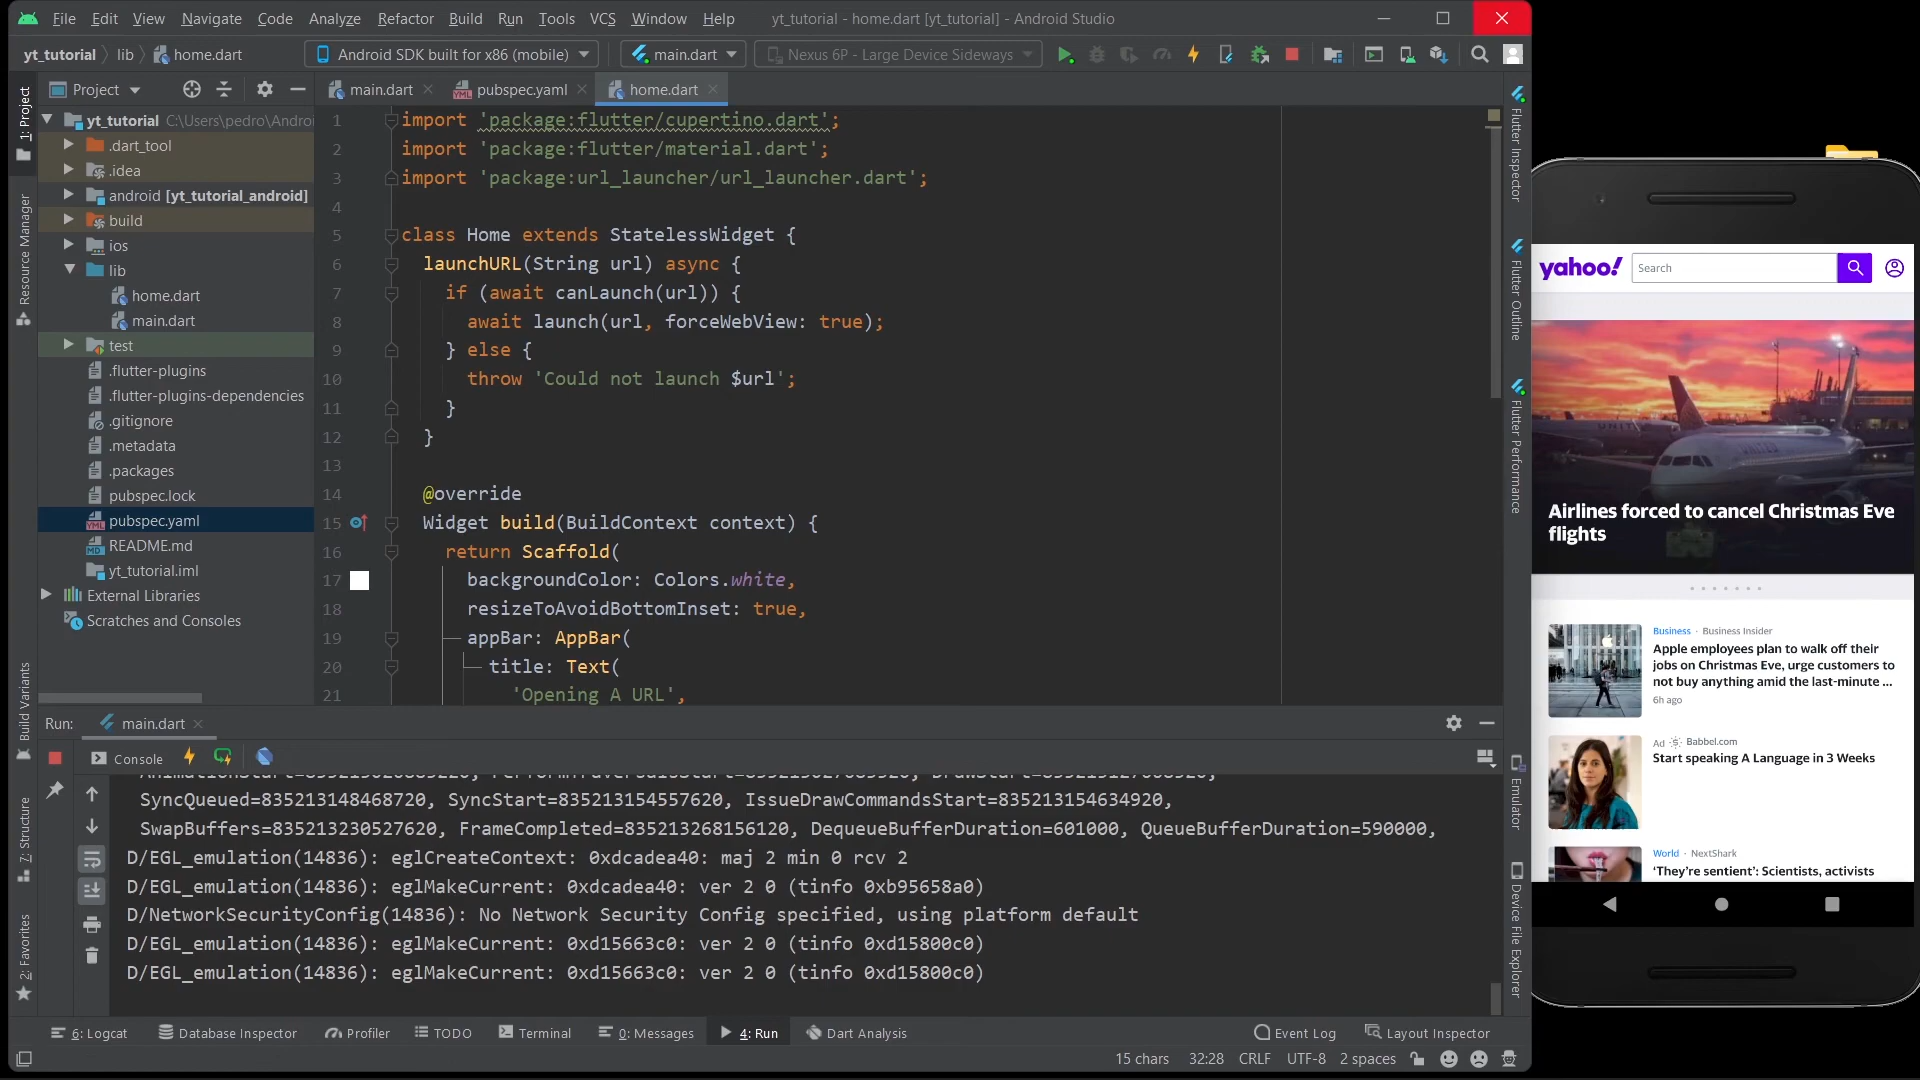 File Edit View Navigate Code Analyze Refactor Build Run Tools VCS Window Help yt_tutorial - home.dart [yt_tutorial] - Android Studio
yt_tutorial lib home.dart Android SDK built for x86 (mobile) main.dart Nexus 6P - Large Device Sideways
1: Project
Resource Manager
Build Variants
7: Structure
2: Favorites
Project
yt_tutorial C:\Users\pedro\Androi
.dart_tool
.idea
android [yt_tutorial_android]
build
ios
lib
home.dart
main.dart
test
.flutter-plugins
.flutter-plugins-dependencies
.gitignore
.metadata
.packages
pubspec.lock
pubspec.yaml
README.md
yt_tutorial.iml
External Libraries
Scratches and Consoles
main.dart pubspec.yaml home.dart
1 import 'package:flutter/cupertino.dart';
2 import 'package:flutter/material.dart';
3 import 'package:url_launcher/url_launcher.dart';
4
5 class Home extends StatelessWidget {
6 launchURL(String url) async {
7 if (await canLaunch(url)) {
8 await launch(url, forceWebView: true);
9 } else {
10 throw 'Could not launch $url';
11 }
12 }
13
14 @override
15 Widget build(BuildContext context) {
16 return Scaffold(
17 backgroundColor: Colors.white,
18 resizeToAvoidBottomInset: true,
19 appBar: AppBar(
20 title: Text(
21 'Opening A URL',
Flutter Inspector
Flutter Outline
Flutter Performance
Emulator
Device File Explorer
Run: main.dart
Console
SyncQueued=835213148468720, SyncStart=835213154557620, IssueDrawCommandsStart=835213154634920,
SwapBuffers=835213230527620, FrameCompleted=835213268156120, DequeueBufferDuration=601000, QueueBufferDuration=590000,
D/EGL_emulation(14836): eglCreateContext: 0xdcadea40: maj 2 min 0 rcv 2
D/EGL_emulation(14836): eglMakeCurrent: 0xdcadea40: ver 2 0 (tinfo 0xb95658a0)
D/NetworkSecurityConfig(14836): No Network Security Config specified, using platform default
D/EGL_emulation(14836): eglMakeCurrent: 0xd15663c0: ver 2 0 (tinfo 0xd15800c0)
D/EGL_emulation(14836): eglMakeCurrent: 0xd15663c0: ver 2 0 (tinfo 0xd15800c0)
6: Logcat Database Inspector Profiler TODO Terminal 0: Messages 4: Run Dart Analysis Event Log Layout Inspector
15 chars 32:28 CRLF UTF-8 2 spaces
yahoo! Search
Airlines forced to cancel Christmas Eve
flights
Business · Business Insider
Apple employees plan to walk off their
jobs on Christmas Eve, urge customers to
not buy anything amid the last-minute ...
6h ago
Ad Babbel.com
Start speaking A Language in 3 Weeks
World · NextShark
'They're sentient': Scientists, activists